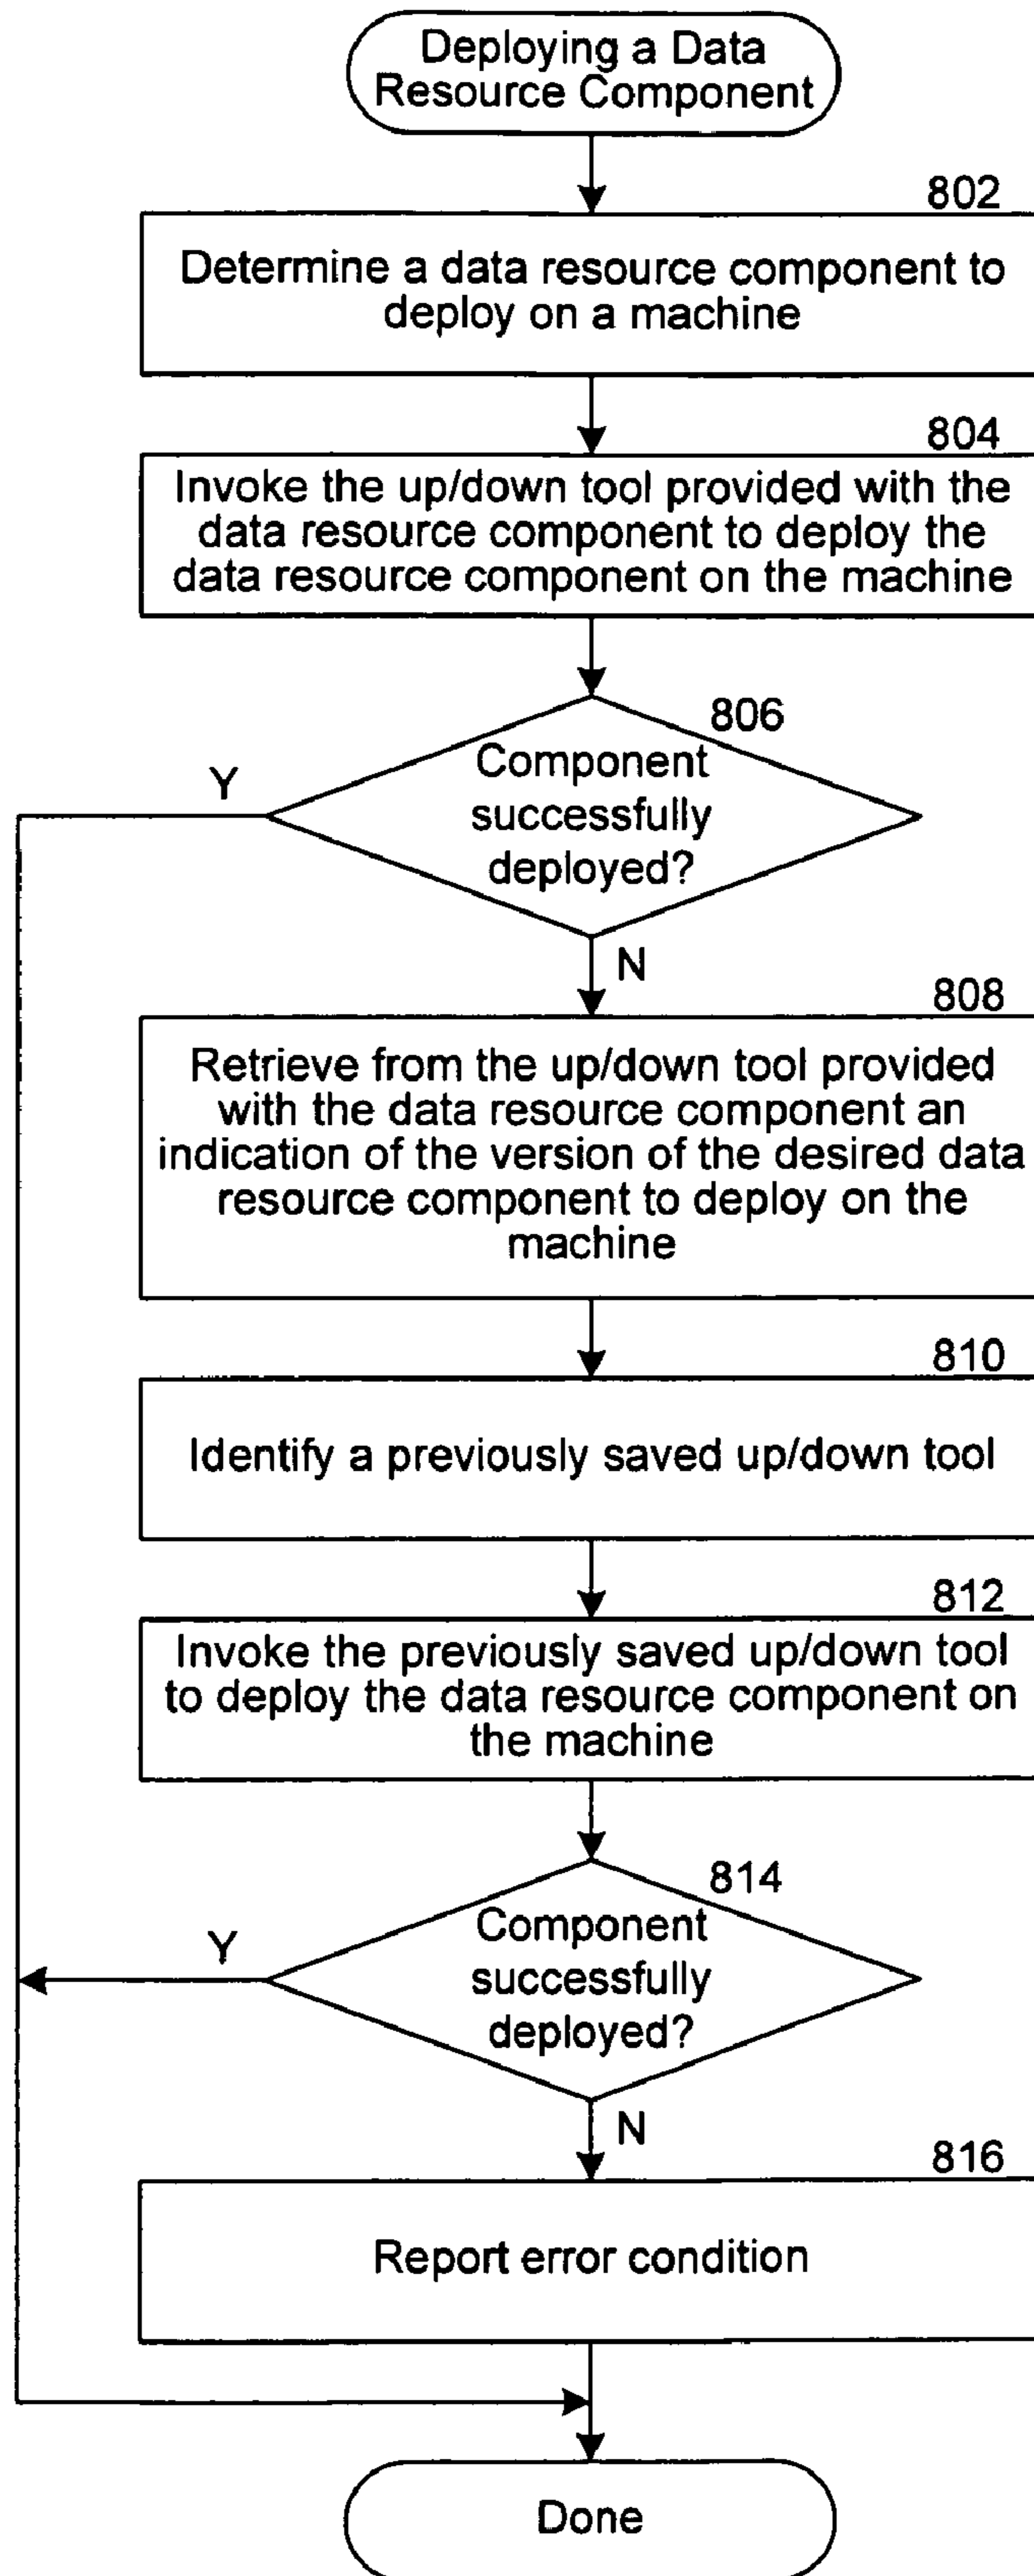 Deploying a Data
Resource Component
802
Determine a data resource component to
deploy on a machine
804
Invoke the up/down tool provided with the
data resource component to deploy the
data resource component on the machine
806
Component
successfully
deployed?
Y
N
808
Retrieve from the up/down tool provided
with the data resource component an
indication of the version of the desired data
resource component to deploy on the
machine
810
Identify a previously saved up/down tool
812
Invoke the previously saved up/down tool
to deploy the data resource component on
the machine
814
Component
successfully
deployed?
Y
N
816
Report error condition
Done